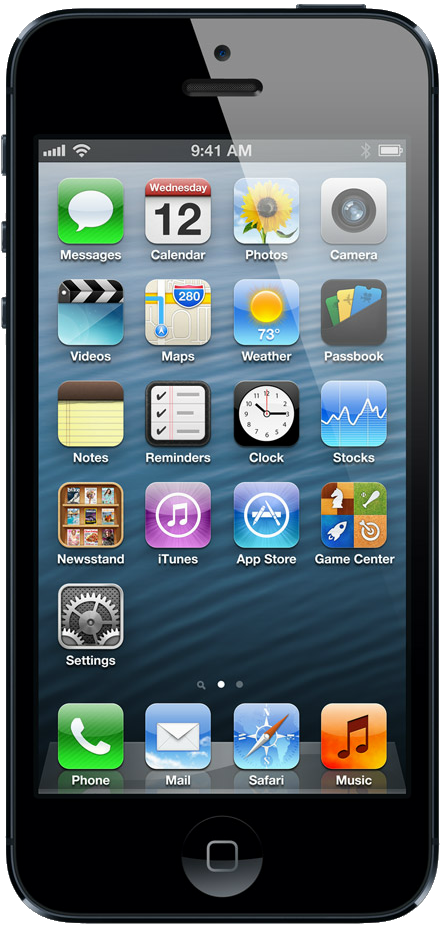 9:41 AM
Wednesday
12
280
73°
Messages Calendar Photos Camera
Videos Maps Weather Passbook
Notes Reminders Clock Stocks
Newsstand iTunes App Store Game Center
Settings
Phone Mail Safari Music